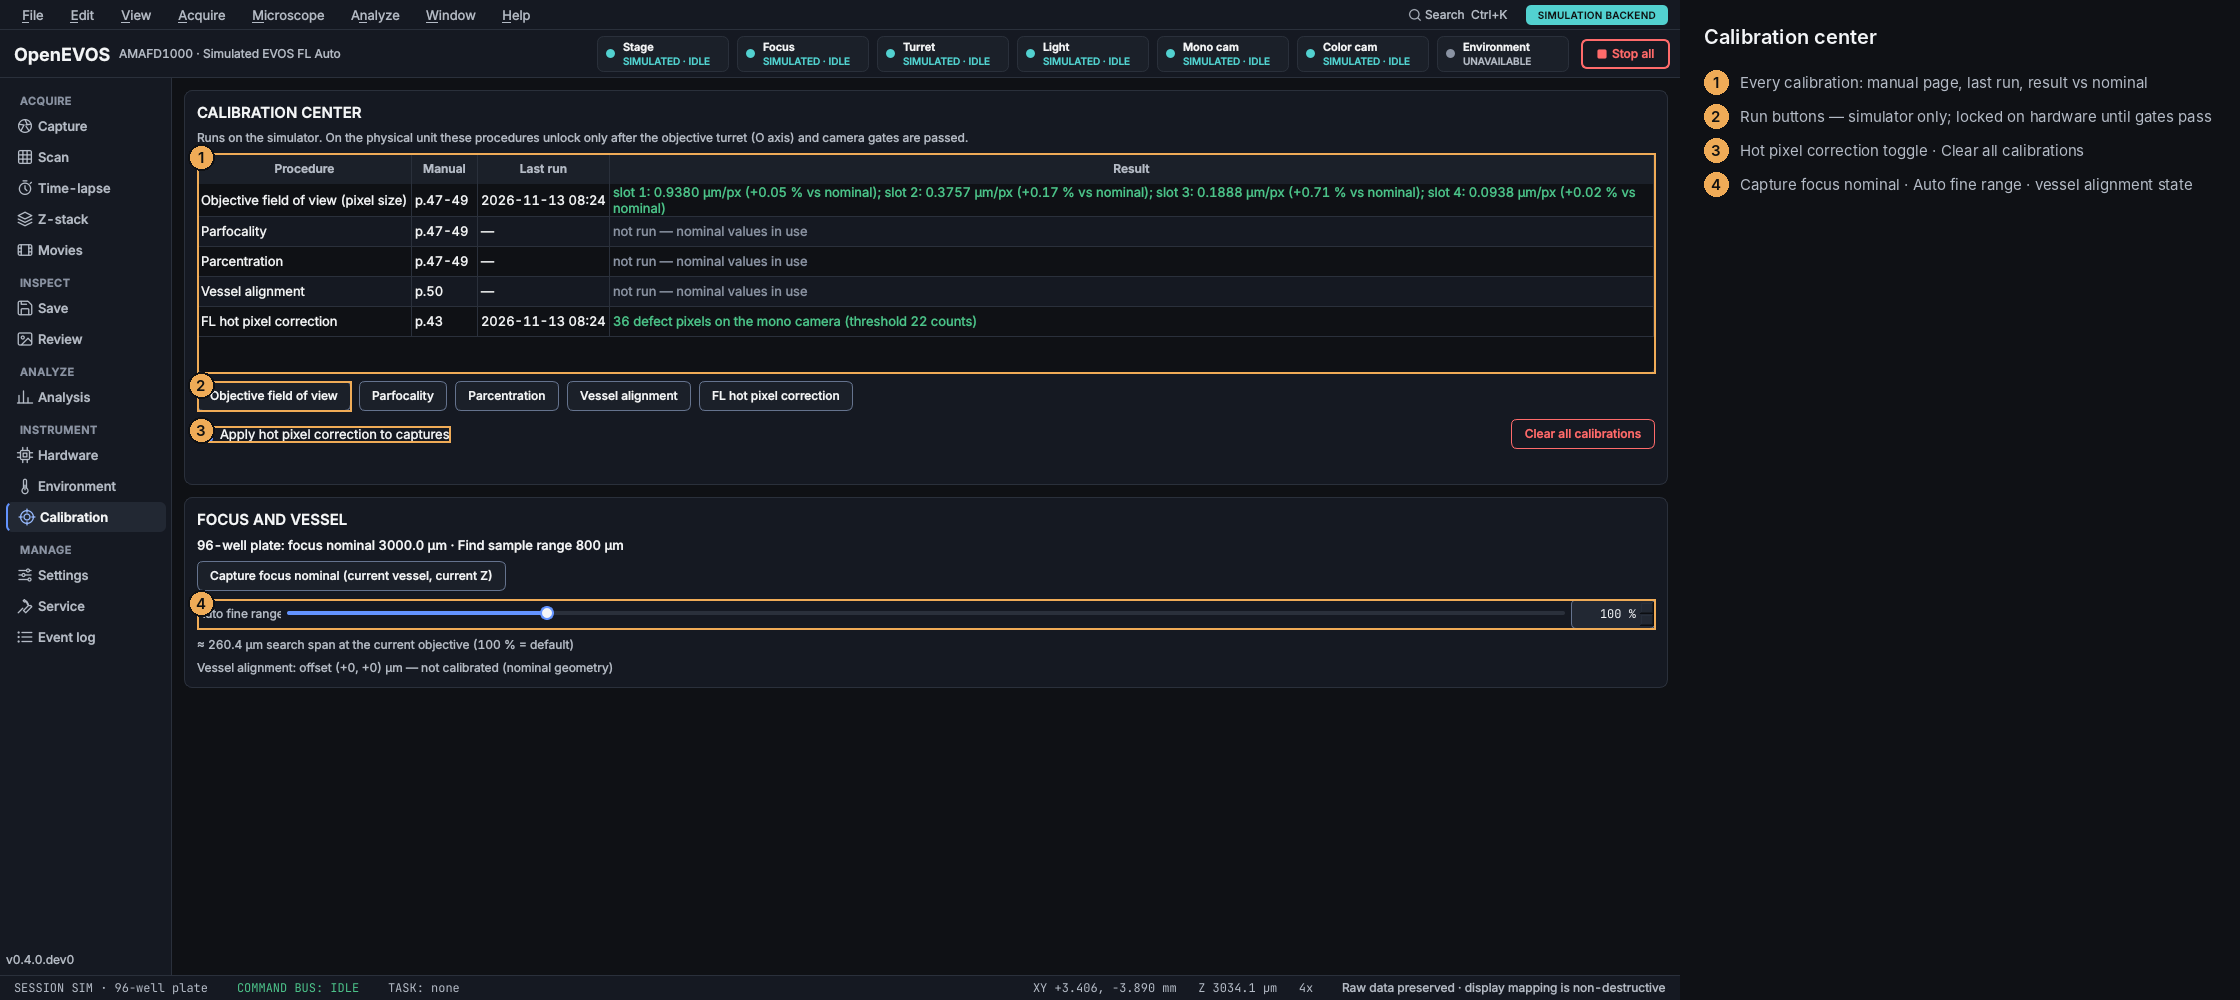 File Edit View Acquire Microscope Analyze Window Help Search Ctrl+K SIMULATION BACKEND
OpenEVOS AMAFD1000 · Simulated EVOS FL Auto
Stage
SIMULATED · IDLE
Focus
SIMULATED · IDLE
Turret
SIMULATED · IDLE
Light
SIMULATED · IDLE
Mono cam
SIMULATED · IDLE
Color cam
SIMULATED · IDLE
Environment
UNAVAILABLE
Stop all
ACQUIRE
Capture
Scan
Time-lapse
Z-stack
Movies
INSPECT
Save
Review
ANALYZE
Analysis
INSTRUMENT
Hardware
Environment
Calibration
MANAGE
Settings
Service
Event log
v0.4.0.dev0
CALIBRATION CENTER
Runs on the simulator. On the physical unit these procedures unlock only after the objective turret (O axis) and camera gates are passed.
1
Procedure Manual Last run Result
Objective field of view (pixel size) p.47-49 2026-11-13 08:24 slot 1: 0.9380 µm/px (+0.05 % vs nominal); slot 2: 0.3757 µm/px (+0.17 % vs nominal); slot 3: 0.1888 µm/px (+0.71 % vs nominal); slot 4: 0.0938 µm/px (+0.02 % vs
nominal)
Parfocality p.47-49 — not run — nominal values in use
Parcentration p.47-49 — not run — nominal values in use
Vessel alignment p.50 — not run — nominal values in use
FL hot pixel correction p.43 2026-11-13 08:24 36 defect pixels on the mono camera (threshold 22 counts)
2
Objective field of view Parfocality Parcentration Vessel alignment FL hot pixel correction
3 Apply hot pixel correction to captures Clear all calibrations
FOCUS AND VESSEL
96-well plate: focus nominal 3000.0 µm · Find sample range 800 µm
Capture focus nominal (current vessel, current Z)
4
uto fine range 100 %
≈ 260.4 µm search span at the current objective (100 % = default)
Vessel alignment: offset (+0, +0) µm — not calibrated (nominal geometry)
SESSION SIM · 96-well plate COMMAND BUS: IDLE TASK: none XY +3.406, -3.890 mm Z 3034.1 µm 4x Raw data preserved · display mapping is non-destructive
Calibration center
1 Every calibration: manual page, last run, result vs nominal
2 Run buttons — simulator only; locked on hardware until gates pass
3 Hot pixel correction toggle · Clear all calibrations
4 Capture focus nominal · Auto fine range · vessel alignment state